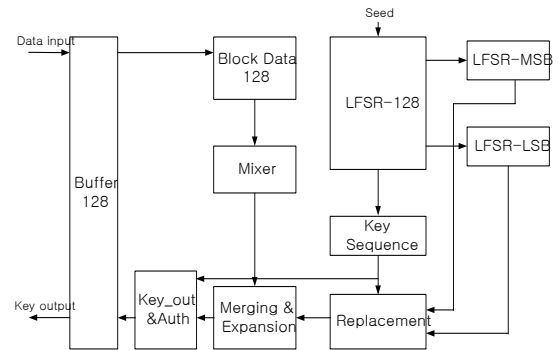 Seed
Data input
Block Data
128
LFSR-128
LFSR-MSB
LFSR-LSB
Mixer
Buffer
128
Key
Sequence
Key output
Key_out
&Auth
Merging &
Expansion
Replacement